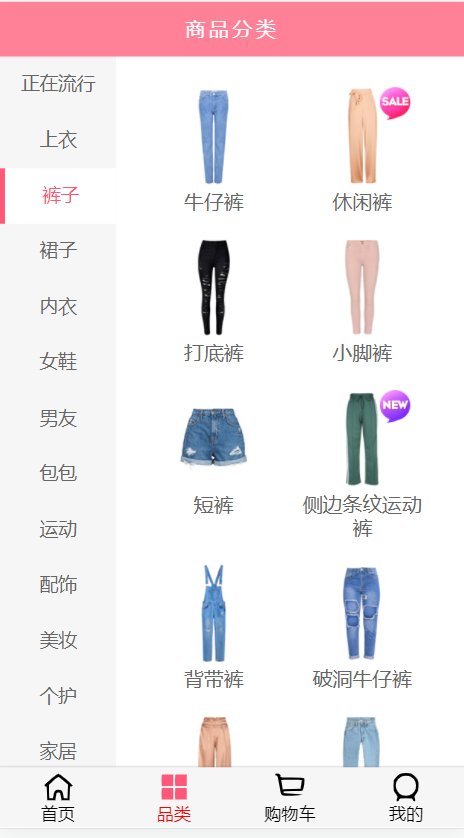 商品分类
正在流行
上衣
裤子
裙子
内衣
女鞋
男友
包包
运动
配饰
美妆
个护
家居
SALE
牛仔裤
休闲裤
打底裤
小脚裤
NEW
短裤
侧边条纹运动
裤
背带裤
破洞牛仔裤
首页
品类
购物车
我的